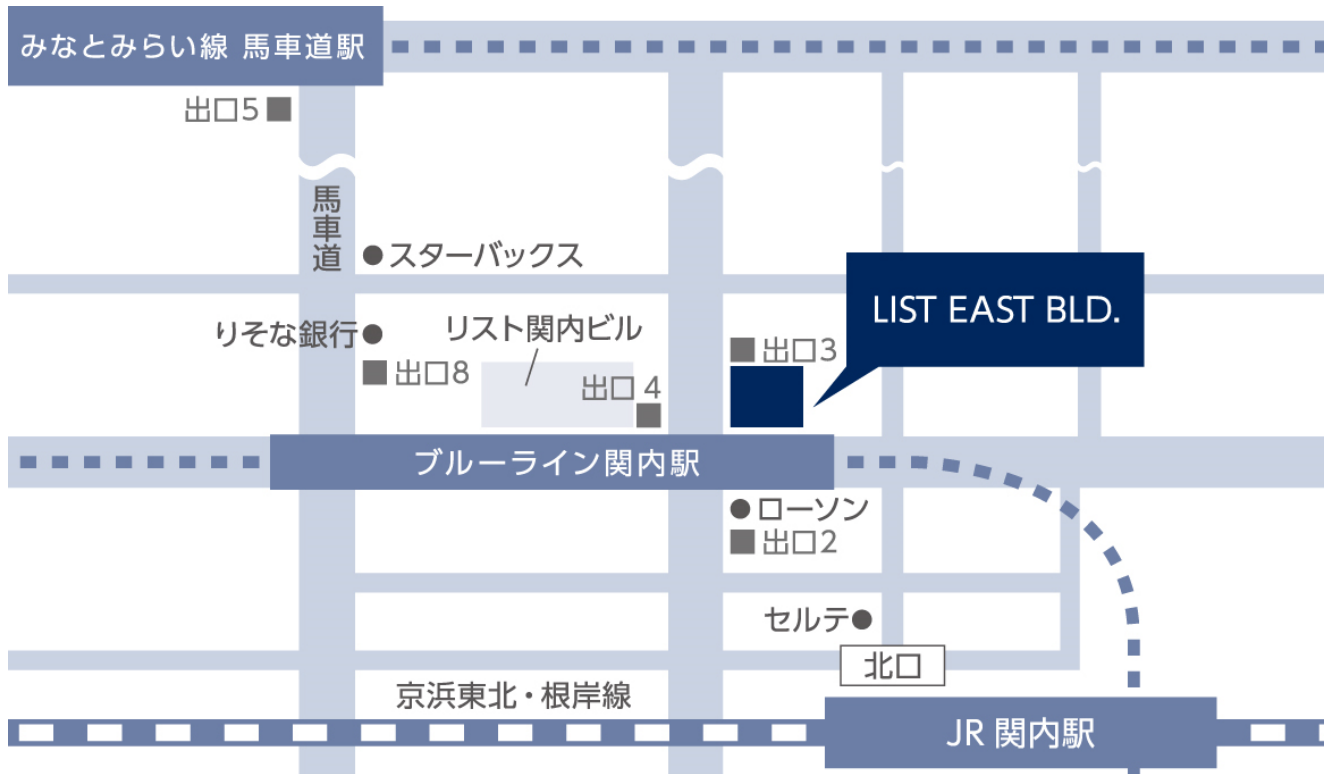 みなとみらい線 馬車道駅
出口5
馬車道
スターバックス
りそな銀行
リスト関内ビル
LIST EAST BLD.
出口3
出口8
出口4
ブルーライン関内駅
ローソン
出口2
セルテ
北口
京浜東北・根岸線
JR 関内駅